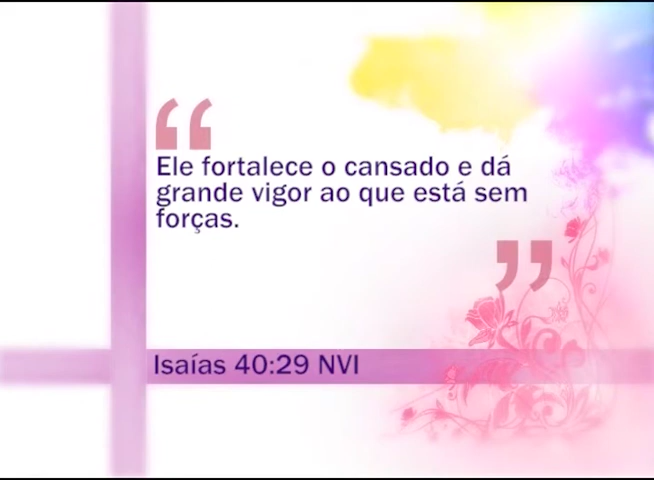 “
Ele fortalece o cansado e dá
grande vigor ao que está sem
forças.
”
Isaías 40:29 NVI